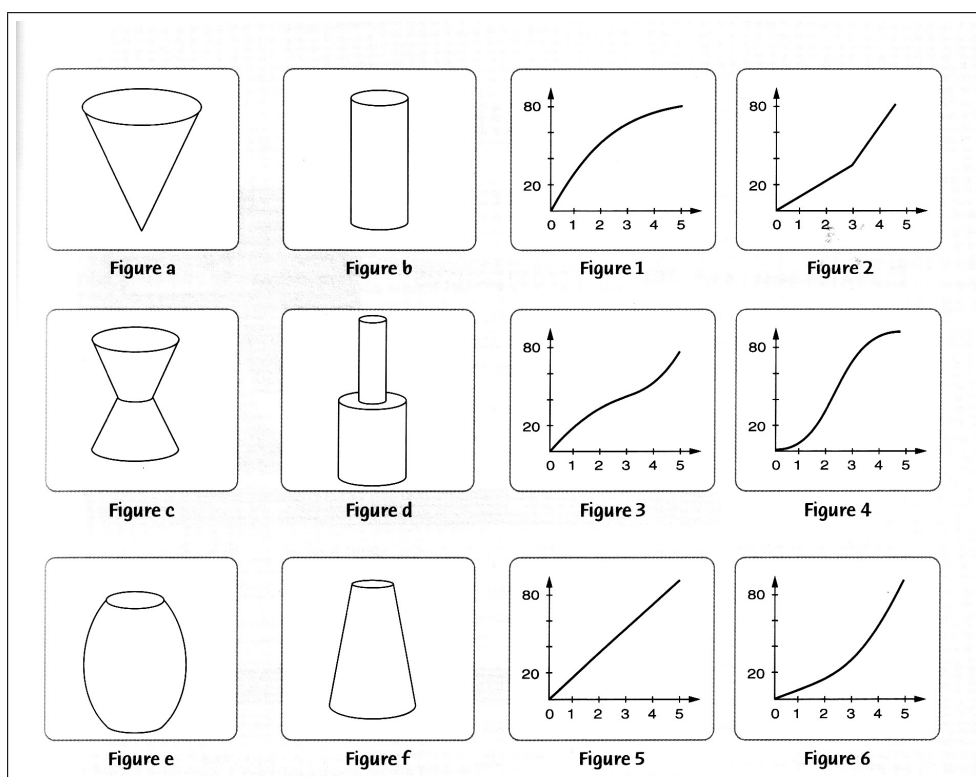 80
20
0 1 2 3 4 5
80
20
0 1 2 3 4 5
Figure a
Figure b
Figure 1
Figure 2
80
20
0 1 2 3 4 5
80
20
0 1 2 3 4 5
Figure c
Figure d
Figure 3
Figure 4
80
20
0 1 2 3 4 5
80
20
0 1 2 3 4 5
Figure e
Figure f
Figure 5
Figure 6